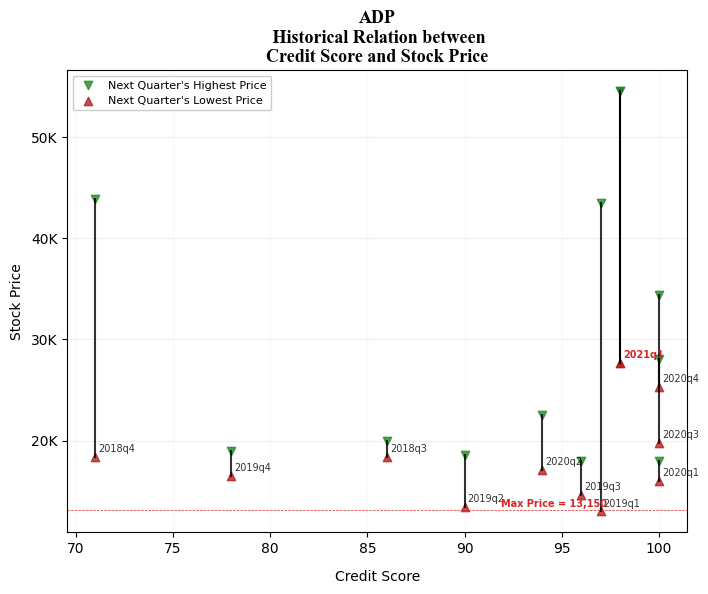 ADP
Historical Relation between
Credit Score and Stock Price
Next Quarter's Highest Price
Next Quarter's Lowest Price
50K
40K
30K
20K
Stock Price
2021q1
2020q4
2020q3
2018q4
2018q3
2020q2
2019q4
2020q1
2019q3
2019q2
Max Price = 13,150
2019q1
70
75
80
85
90
95
100
Credit Score